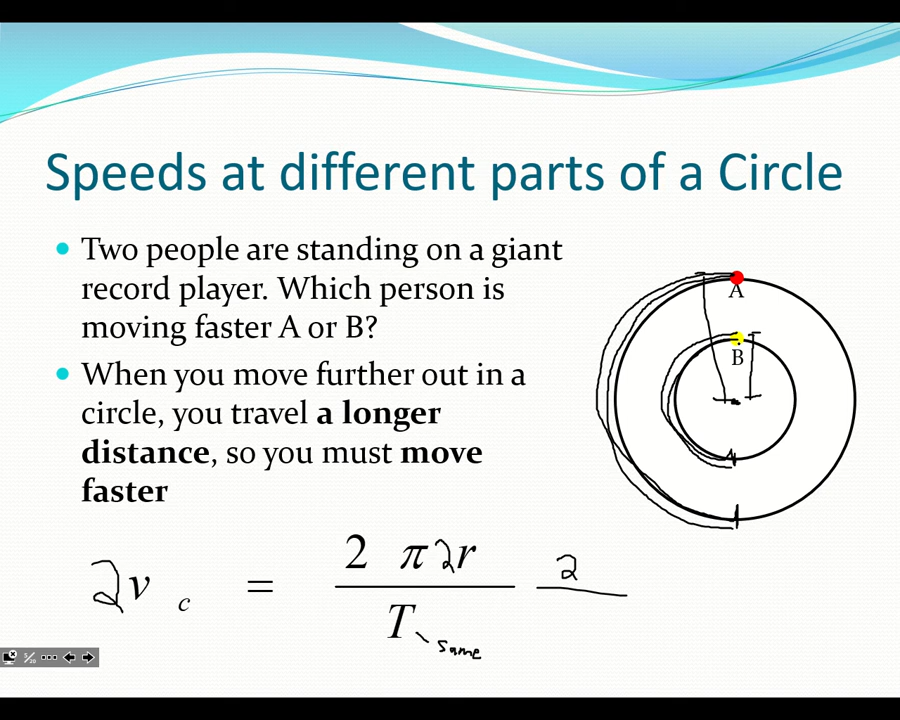 Speeds at different parts of a Circle
Two people are standing on a giant
record player. Which person is
moving faster A or B?
When you move further out in a
circle, you travel a longer
distance, so you must move
faster
A
B
2v c = 2 π 2r 2
T same
5/20